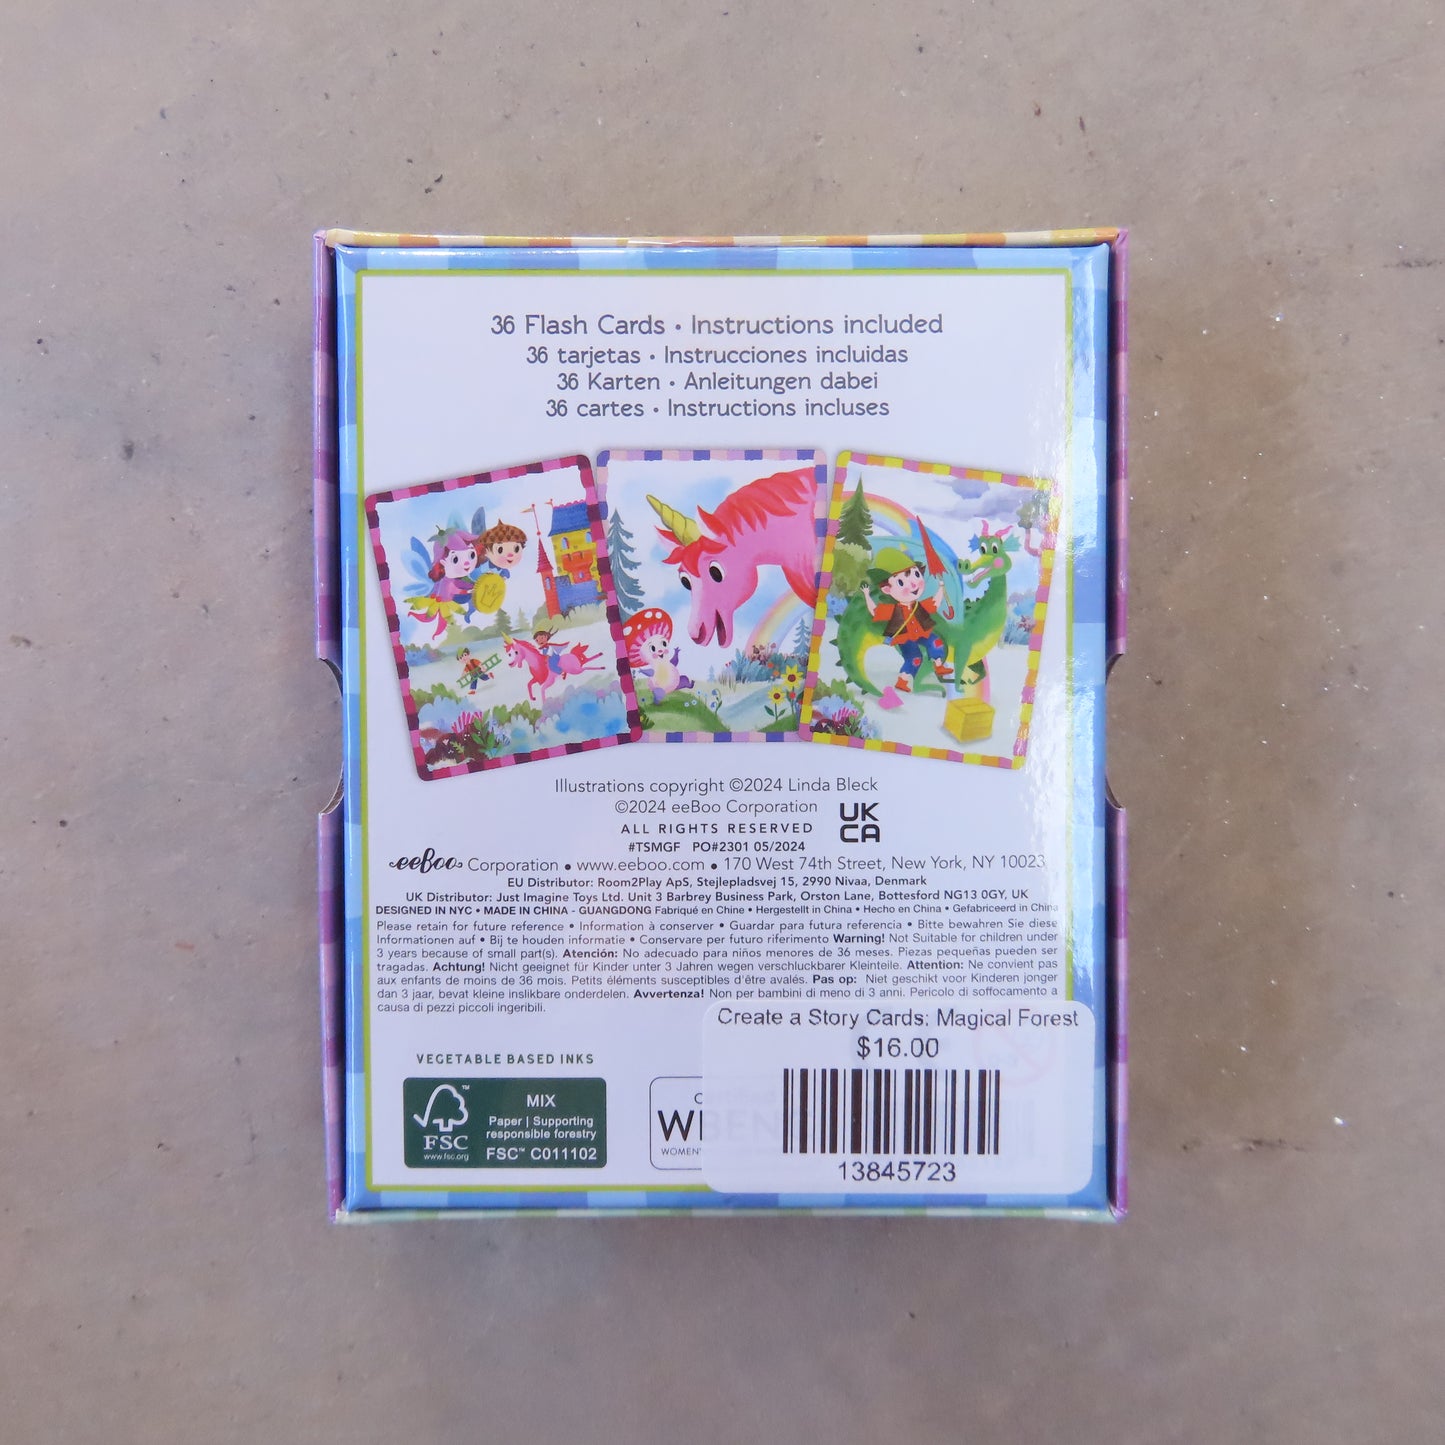 36 Flash Cards • Instructions included
36 tarjetas • Instrucciones incluidas
36 Karten • Anleitungen dabei
36 cartes • Instructions incluses
Illustrations copyright ©2024 Linda Bleck
©2024 eeBoo Corporation
ALL RIGHTS RESERVED
#TSMGF PO#2301 05/2024
UK
CA
eeBoo Corporation • www.eeboo.com • 170 West 74th Street, New York, NY 10023
EU Distributor: Room2Play ApS, Stejlepladsvej 15, 2990 Nivaa, Denmark
UK Distributor: Just Imagine Toys Ltd. Unit 3 Barbrey Business Park, Orston Lane, Bottesford NG13 0GY, UK
DESIGNED IN NYC • MADE IN CHINA - GUANGDONG Fabriqué en Chine • Hergestellt in China • Hecho en China • Gefabriceerd in China
Please retain for future reference • Information à conserver • Guardar para futura referencia • Bitte bewahren Sie diese
Informationen auf • Bij te houden informatie • Conservare per futuro riferimento Warning! Not Suitable for children under
3 years because of small part(s). Atención: No adecuado para niños menores de 36 meses. Piezas pequeñas pueden ser
tragadas. Achtung! Nicht geeignet für Kinder unter 3 Jahren wegen verschluckbarer Kleinteile. Attention: Ne convient pas
aux enfants de moins de 36 mois. Petits éléments susceptibles d'être avalés. Pas op: Niet geschikt voor Kinderen jonger
dan 3 jaar, bevat kleine inslikbare onderdelen. Avvertenza! Non per bambini di meno di 3 anni. Pericolo di soffocamento a
causa di pezzi piccoli ingeribili.
Create a Story Cards: Magical Forest
$16.00
13845723
VEGETABLE BASED INKS
FSC
www.fsc.org
MIX
Paper | Supporting
responsible forestry
FSC™ C011102